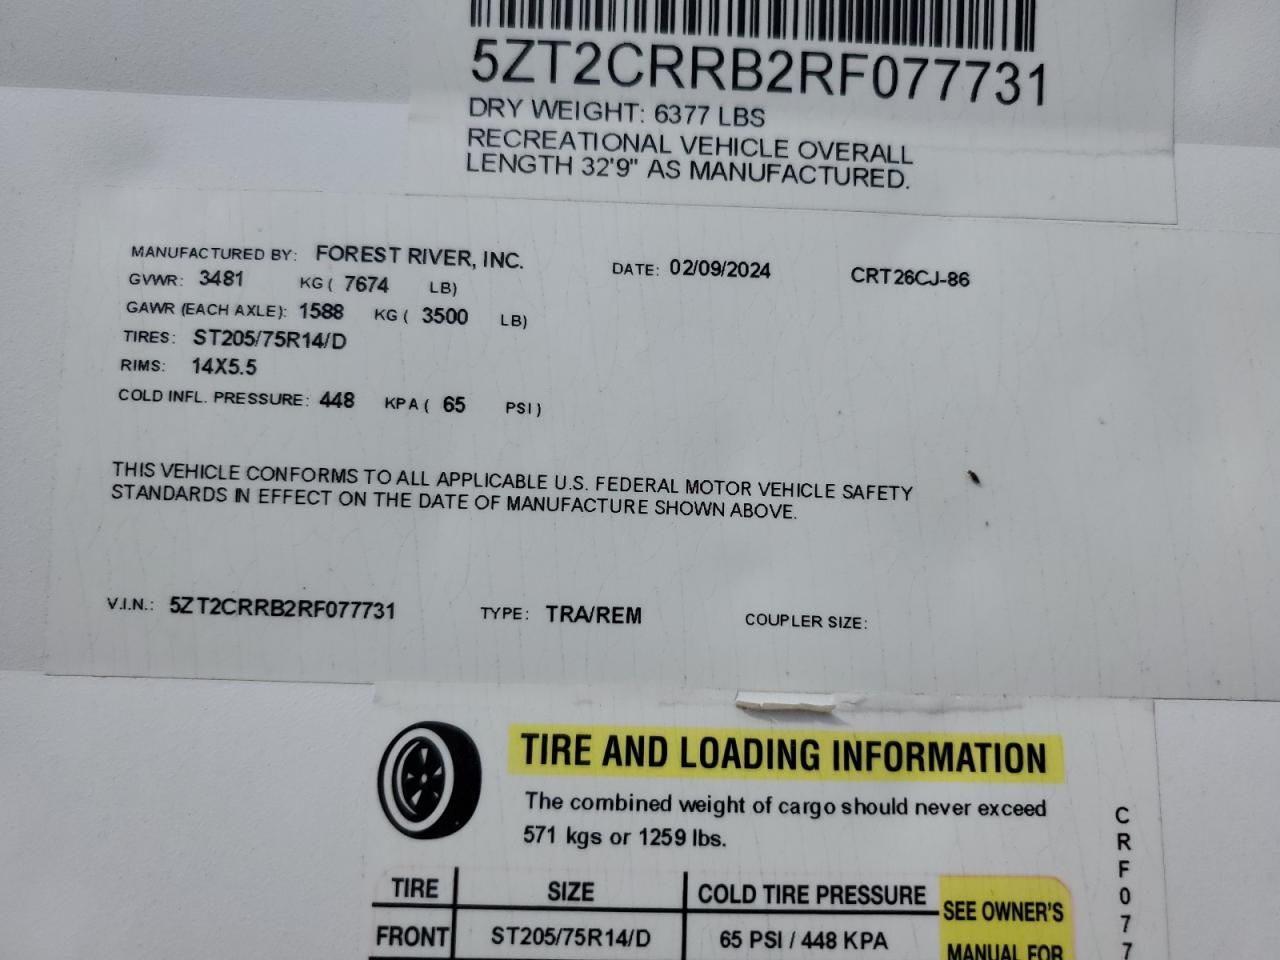 5ZT2CRRB2RF077731
DRY WEIGHT: 6377 LBS
RECREATIONAL VEHICLE OVERALL
LENGTH 32'9" AS MANUFACTURED.
MANUFACTURED BY: FOREST RIVER, INC. DATE: 02/09/2024 CRT26CJ-86
GVWR: 3481 KG ( 7674 LB)
GAWR (EACH AXLE): 1588 KG ( 3500 LB)
TIRES: ST205/75R14/D
RIMS: 14X5.5
COLD INFL. PRESSURE: 448 KPA ( 65 PSI )
THIS VEHICLE CONFORMS TO ALL APPLICABLE U.S. FEDERAL MOTOR VEHICLE SAFETY
STANDARDS IN EFFECT ON THE DATE OF MANUFACTURE SHOWN ABOVE.
V.I.N.: 5ZT2CRRB2RF077731 TYPE: TRA/REM COUPLER SIZE:
TIRE AND LOADING INFORMATION
The combined weight of cargo should never exceed
571 kgs or 1259 lbs.
TIRE SIZE COLD TIRE PRESSURE SEE OWNER'S
FRONT ST205/75R14/D 65 PSI / 448 KPA MANUAL FOR
CRF077